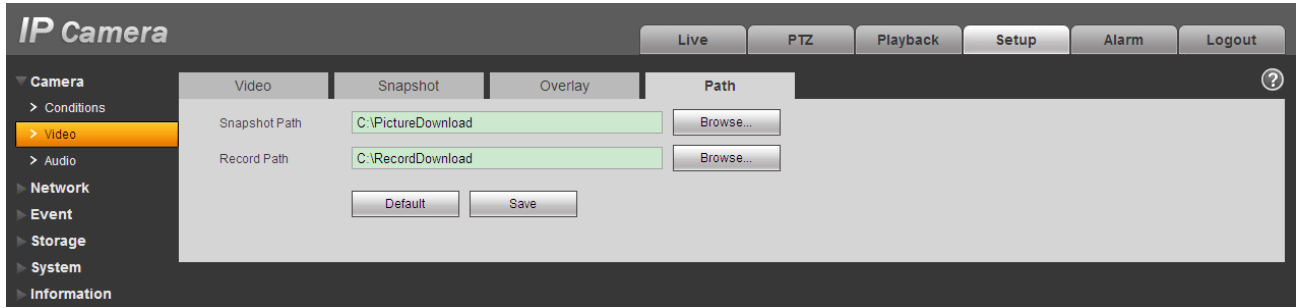 IP Camera
Live PTZ Playback Setup Alarm Logout
Camera
> Conditions
> Video
> Audio
Network
Event
Storage
System
Information
Video Snapshot Overlay Path
?
Snapshot Path C:\PictureDownload Browse...
Record Path C:\RecordDownload Browse...
Default Save